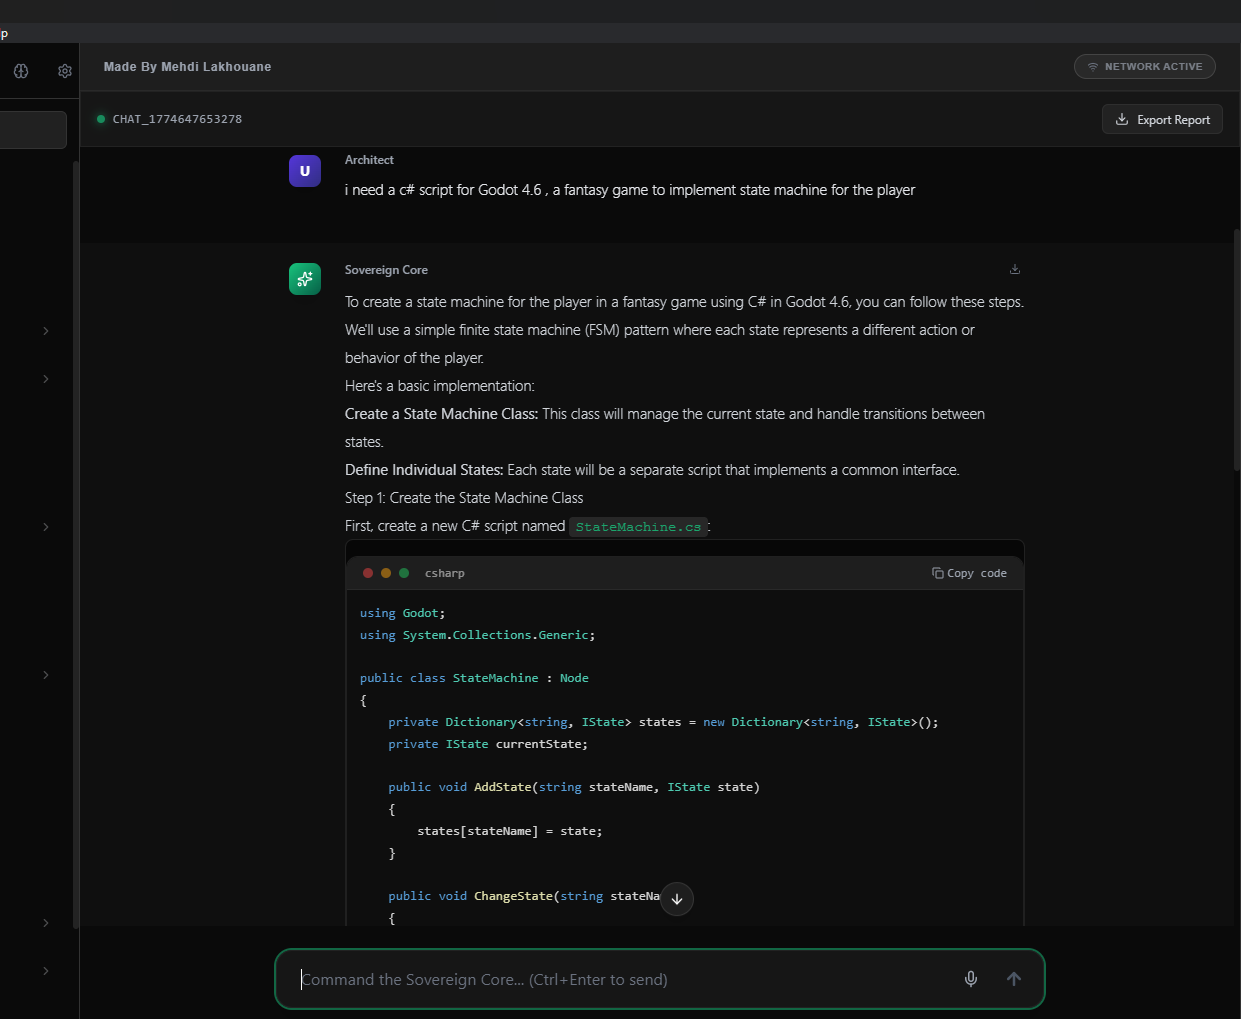 p
Made By Mehdi Lakhouane
NETWORK ACTIVE
CHAT_1774647653278
Export Report
U
Architect
i need a c# script for Godot 4.6 , a fantasy game to implement state machine for the player
Sovereign Core
To create a state machine for the player in a fantasy game using C# in Godot 4.6, you can follow these steps.
We'll use a simple finite state machine (FSM) pattern where each state represents a different action or
behavior of the player.
Here's a basic implementation:
Create a State Machine Class: This class will manage the current state and handle transitions between
states.
Define Individual States: Each state will be a separate script that implements a common interface.
Step 1: Create the State Machine Class
First, create a new C# script named StateMachine.cs:
csharp
Copy code
using Godot;
using System.Collections.Generic;
public class StateMachine : Node
{
private Dictionary<string, IState> states = new Dictionary<string, IState>();
private IState currentState;
public void AddState(string stateName, IState state)
{
states[stateName] = state;
}
public void ChangeState(string stateNa
{
Command the Sovereign Core... (Ctrl+Enter to send)